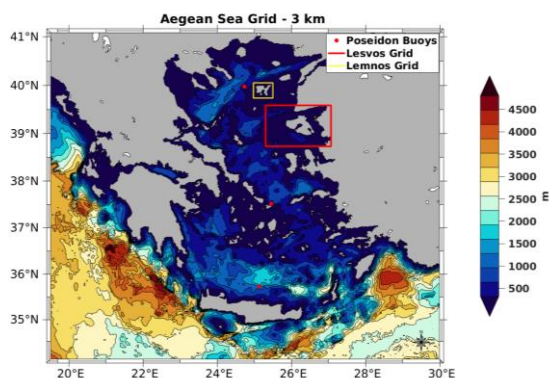 Aegean Sea Grid - 3 km
Poseidon Buoys
Lesvos Grid
Lemnos Grid
41°N
40°N
39°N
38°N
37°N
36°N
35°N
20°E
22°E
24°E
26°E
28°E
30°E
4500
4000
3500
3000
2500
2000
1500
1000
500
m